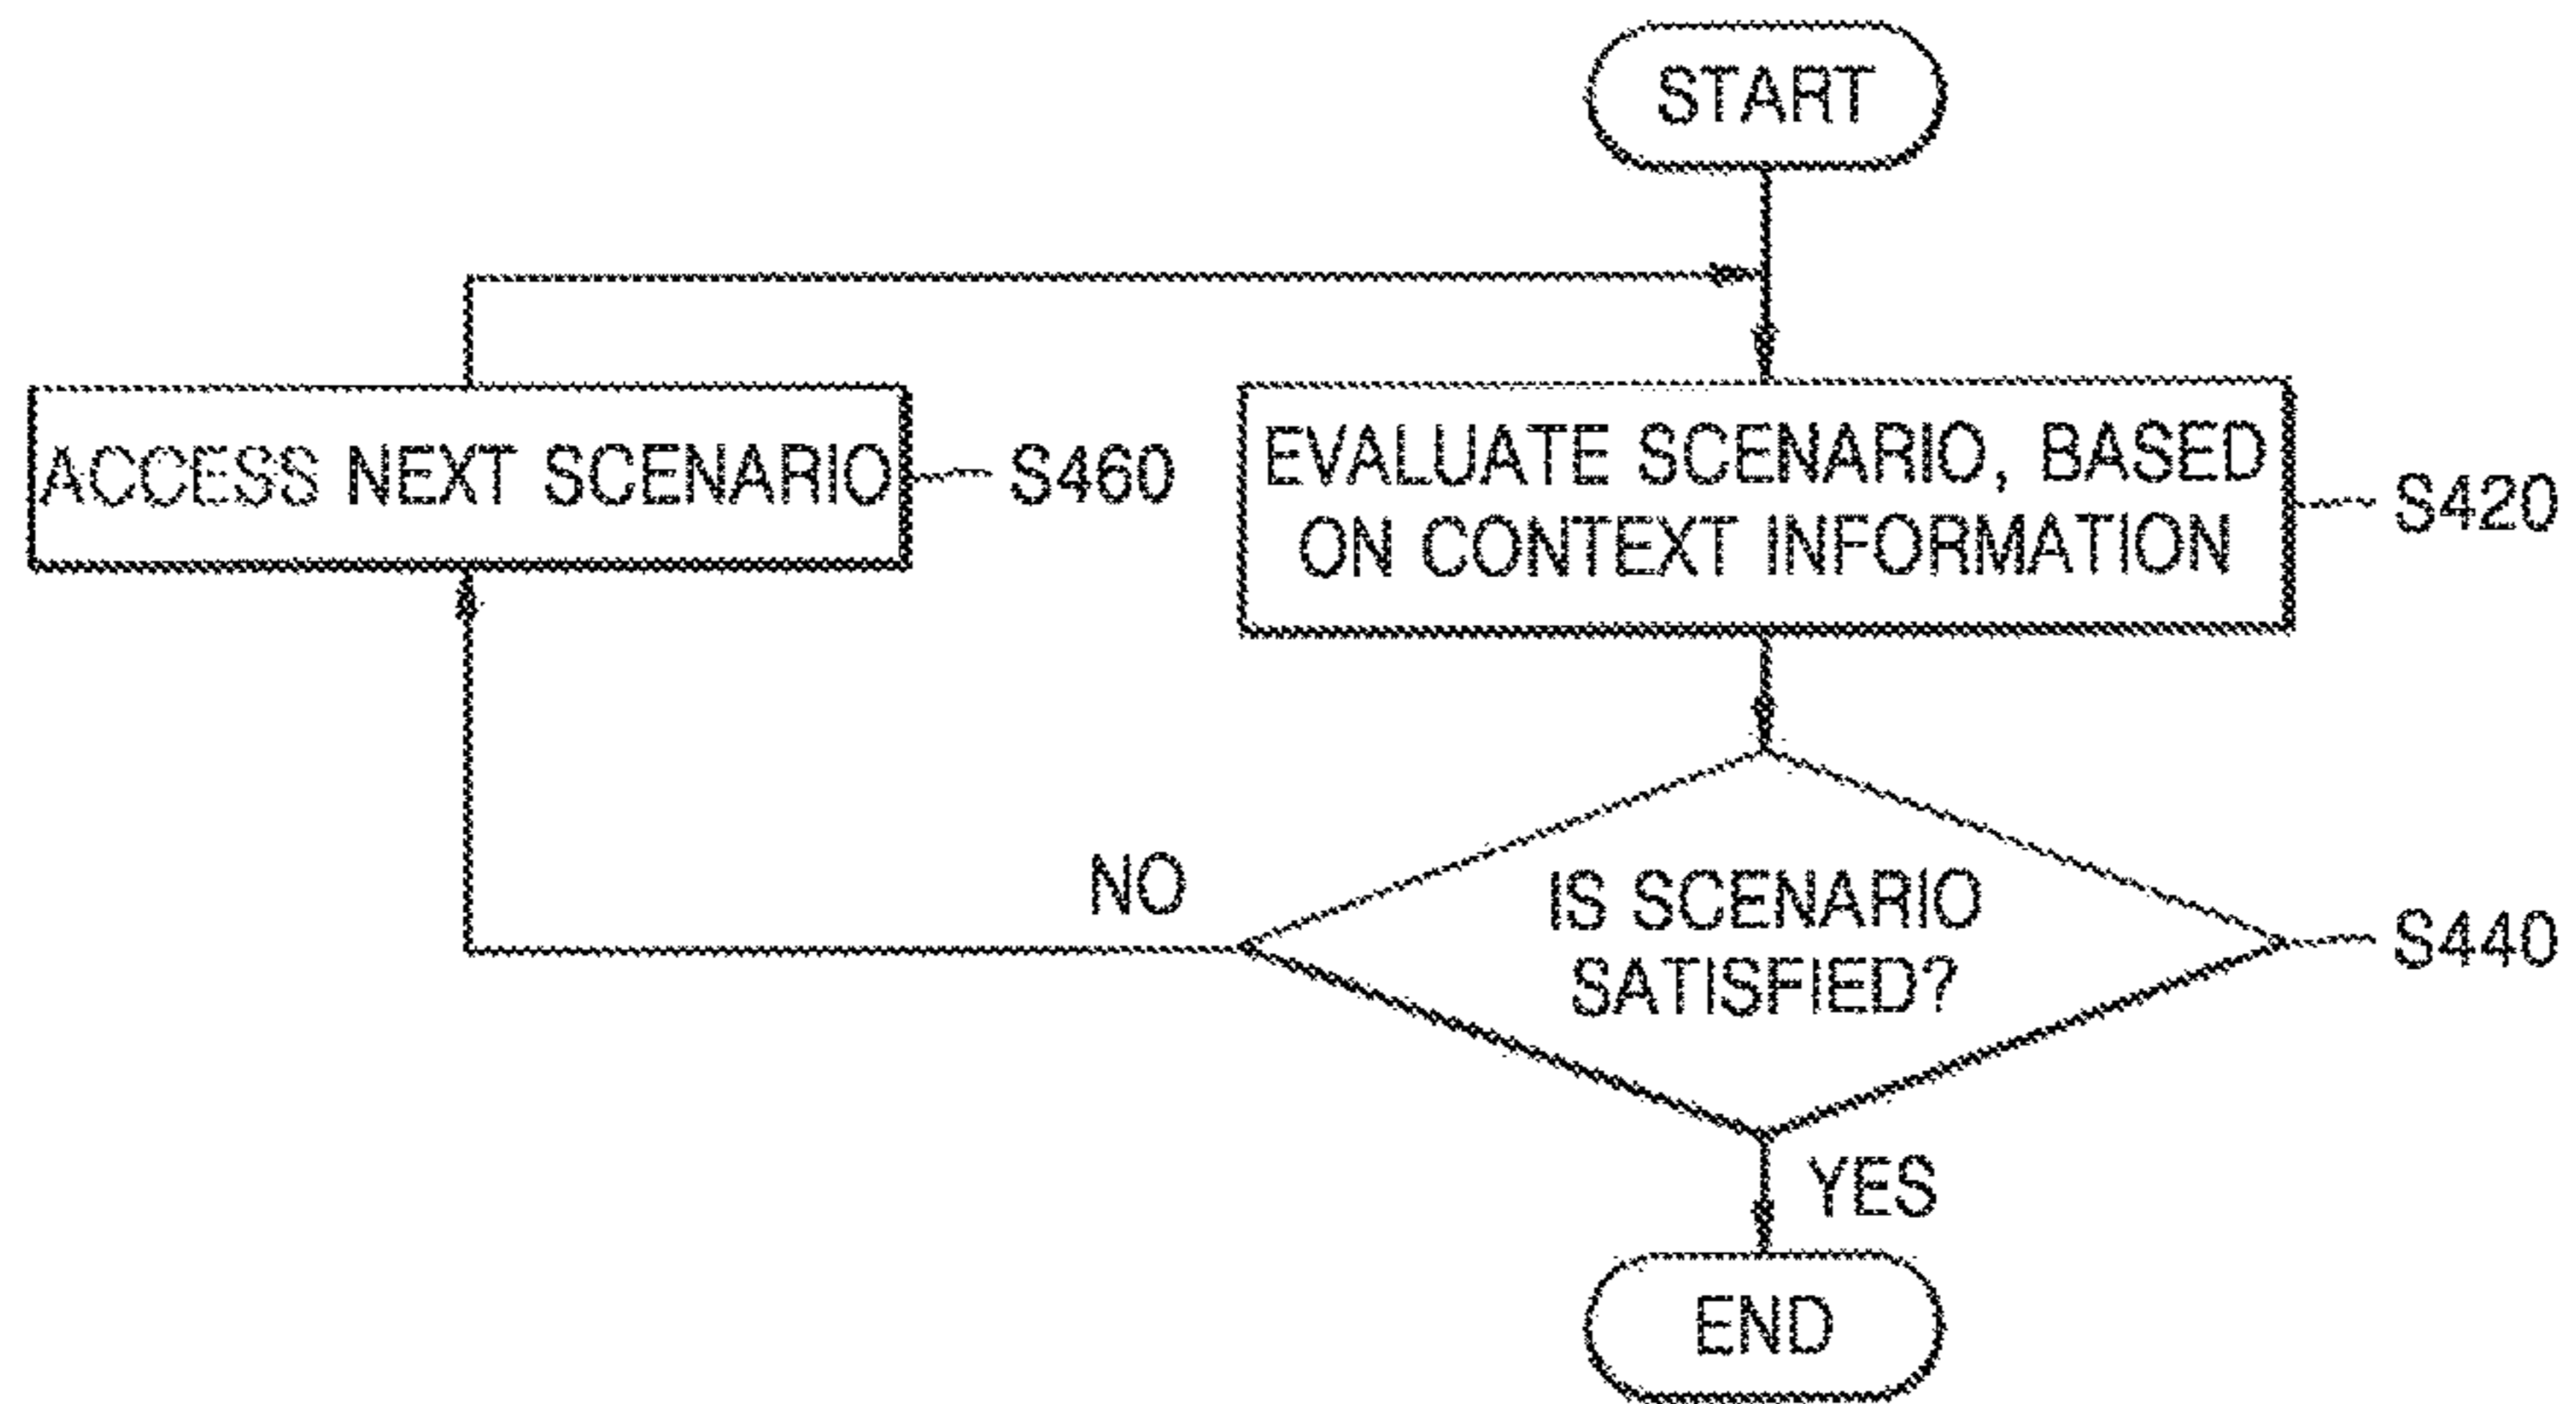 START
ACCESS NEXT SCENARIO
S460
EVALUATE SCENARIO, BASED
ON CONTEXT INFORMATION
S420
NO
IS SCENARIO
SATISFIED?
S440
YES
END